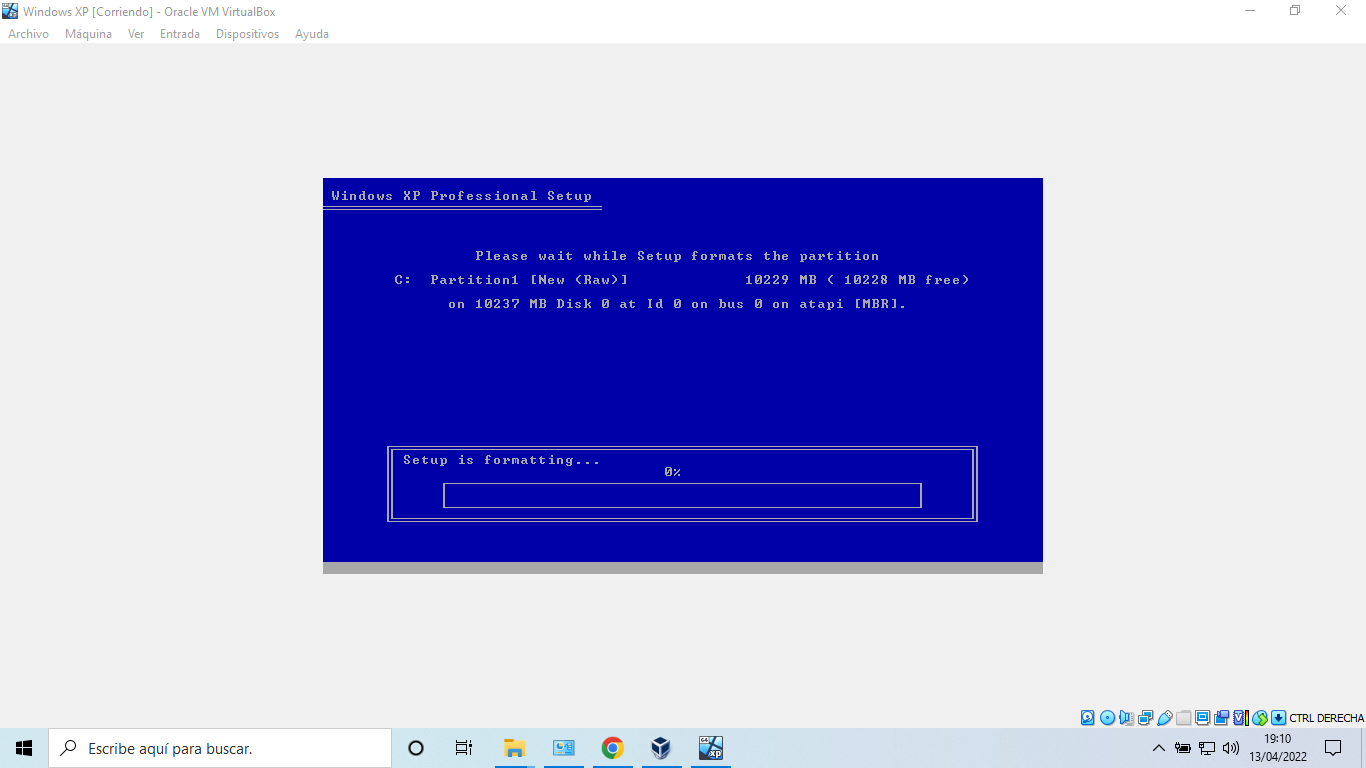 Windows XP [Corriendo] - Oracle VM VirtualBox
Archivo Máquina Ver Entrada Dispositivos Ayuda
Windows XP Professional Setup
Please wait while Setup formats the partition
C: Partition1 [New (Raw)] 10229 MB ( 10228 MB free)
on 10237 MB Disk 0 at Id 0 on bus 0 on atapi [MBR].
Setup is formatting...
0%
CTRL DERECHA
Escribe aquí para buscar.
64
XP
19:10
13/04/2022